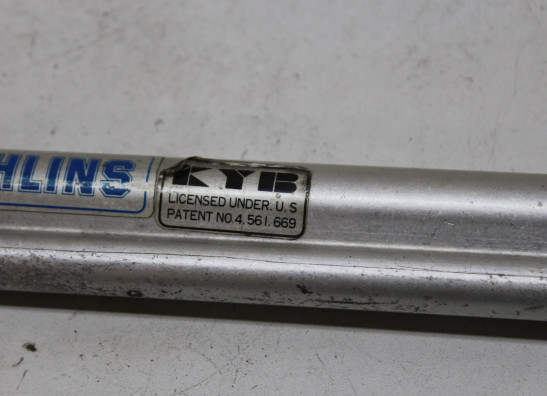 HLINS
KYB
LICENSED UNDER. U. S
PATENT NO. 4. 561. 669